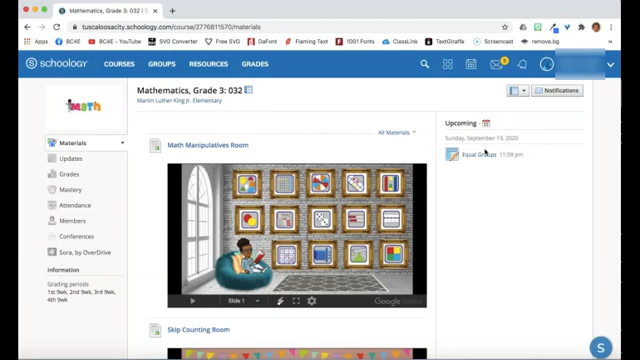 Mathematics, Grade 3: 032 | S
tuscaloosacity.schoology.com/course/2776811670/materials
Apps
BC4E
BC4E - YouTube
SVG Converter
Free SVG
DaFont
Flaming Text
1001 Fonts
ClassLink
TextGiraffe
Screencast
remove.bg
S schoology
COURSES
GROUPS
RESOURCES
GRADES
Mathematics, Grade 3: 032
Martin Luther King Jr. Elementary
Notifications
math
Materials
Updates
Grades
Mastery
Attendance
Members
Conferences
Sora, by OverDrive
Information
Grading periods
1st 9wk, 2nd 9wk, 3rd 9wk,
4th 9wk
All Materials
Math Manipulatives Room
Slide 1
Google Slides
Skip Counting Room
Upcoming
Sunday, September 13, 2020
Equal Groups 11:59 pm
S